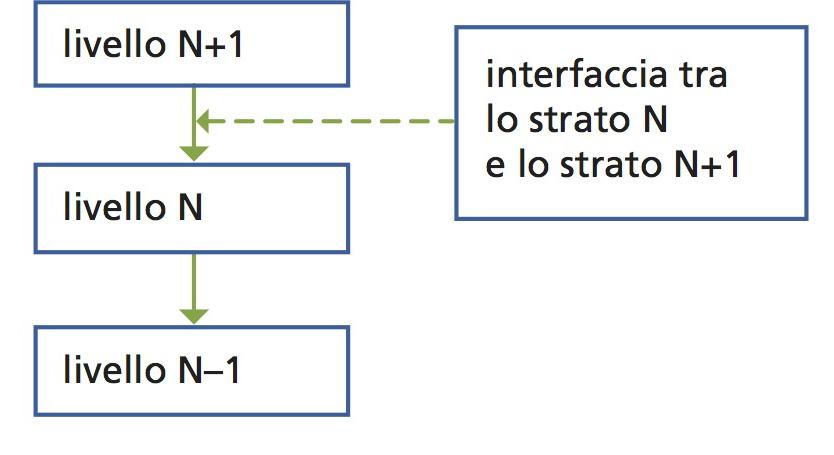 livello N+1
interfaccia tra
lo strato N
e lo strato N+1
livello N
livello N–1